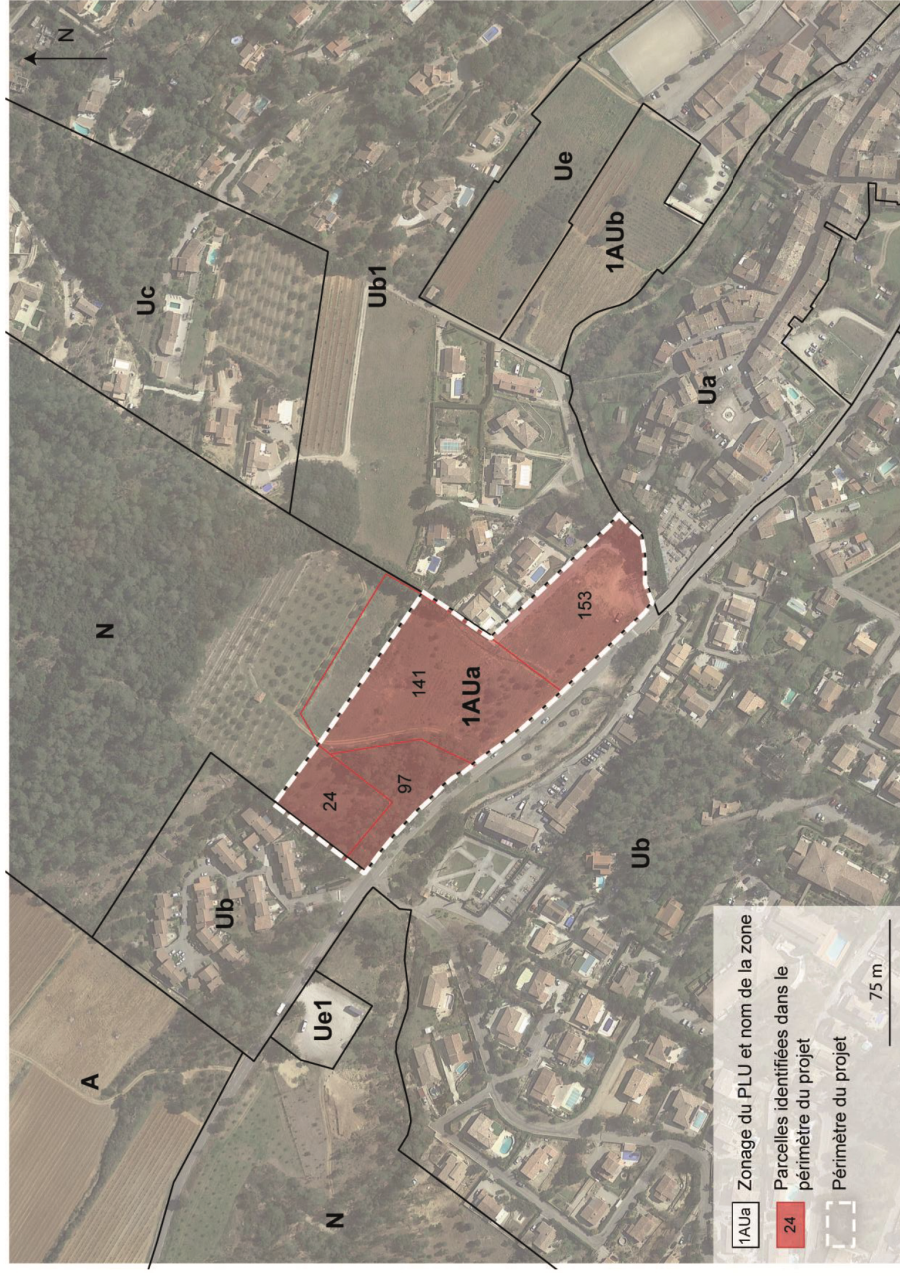 N
Uc
Ub1
Ue
1AUb
Ua
N
141
1AUa
153
24
97
Ub
A
Ue1
N
Ub
1AUa Zonage du PLU et nom de la zone
24 Parcelles identifiées dans le
périmètre du projet
Périmètre du projet
75 m